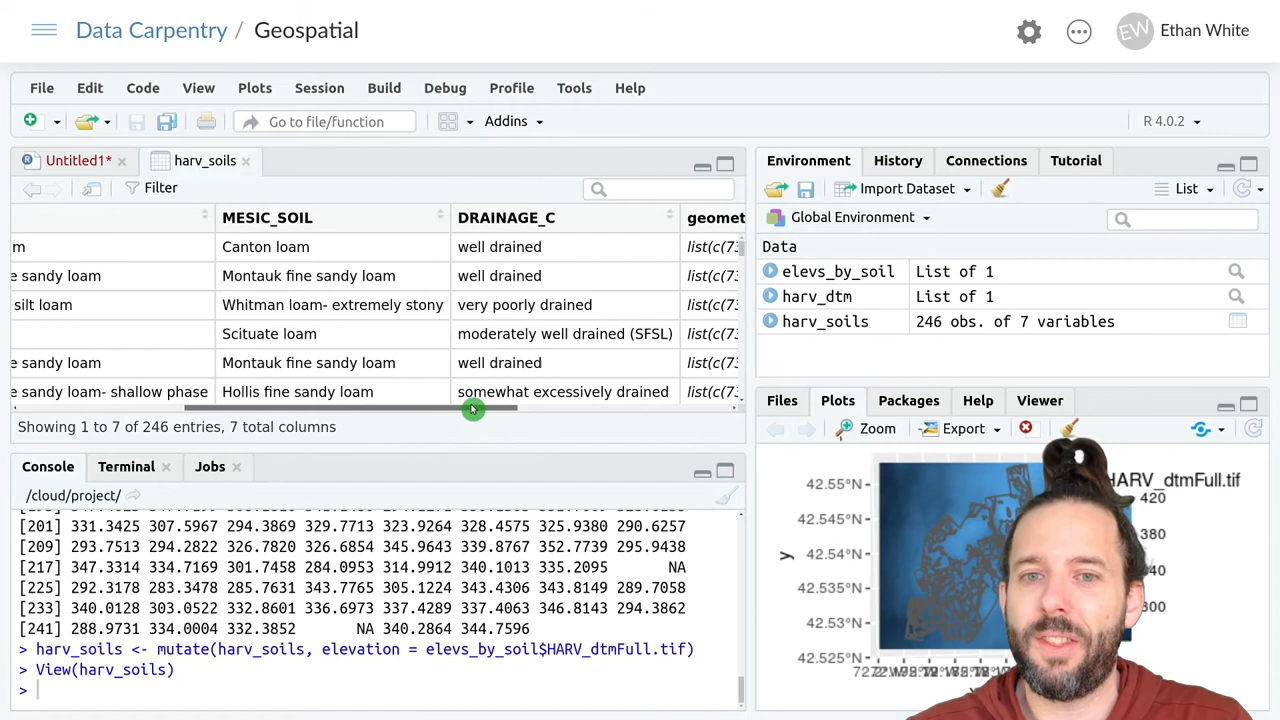 Data Carpentry / Geospatial
EW Ethan White
File Edit Code View Plots Session Build Debug Profile Tools Help
Go to file/function Addins R 4.0.2
Untitled1* harv_soils
Filter
MESIC_SOIL DRAINAGE_C geomet
m Canton loam well drained list(c(73
e sandy loam Montauk fine sandy loam well drained list(c(73
silt loam Whitman loam- extremely stony very poorly drained list(c(73
Scituate loam moderately well drained (SFSL) list(c(73
e sandy loam Montauk fine sandy loam well drained list(c(73
e sandy loam- shallow phase Hollis fine sandy loam somewhat excessively drained list(c(73
Showing 1 to 7 of 246 entries, 7 total columns
Console Terminal Jobs
/cloud/project/
[201] 331.3425 307.5967 294.3869 329.7713 323.9264 328.4575 325.9380 290.6257
[209] 293.7513 294.2822 326.7820 326.6854 345.9643 339.8767 352.7739 295.9438
[217] 347.3314 334.7169 301.7458 284.0953 314.9912 340.1013 335.2095 NA
[225] 292.3178 283.3478 285.7631 343.7765 305.1224 343.4306 343.8149 289.7058
[233] 340.0128 303.0522 332.8601 336.6973 337.4289 337.4063 346.8143 294.3862
[241] 288.9731 334.0004 332.3852 NA 340.2864 344.7596
> harv_soils <- mutate(harv_soils, elevation = elevs_by_soil$HARV_dtmFull.tif)
> View(harv_soils)
>
Environment History Connections Tutorial
Import Dataset List
Global Environment
Data
elevs_by_soil List of 1
harv_dtm List of 1
harv_soils 246 obs. of 7 variables
Files Plots Packages Help Viewer
Zoom Export
HARV_dtmFull.tif
42.55°N
42.545°N
42.54°N
42.535°N
42.53°N
42.525°N
y
420
380
40
300